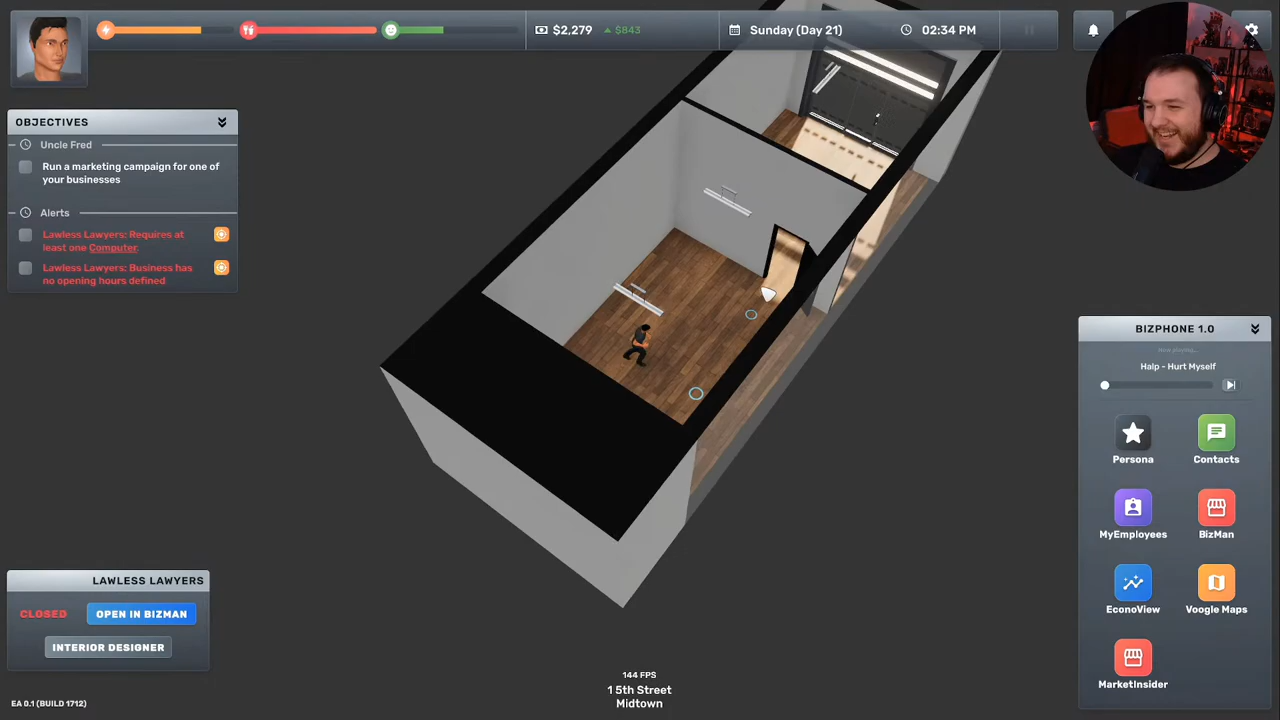 $2,279 ▲ $843
Sunday (Day 21)
02:34 PM
OBJECTIVES
Uncle Fred
Run a marketing campaign for one of
your businesses
Alerts
Lawless Lawyers: Requires at
least one Computer.
Lawless Lawyers: Business has
no opening hours defined
BIZPHONE 1.0
Now playing...
Halp - Hurt Myself
Persona
Contacts
MyEmployees
BizMan
EconoView
Voogle Maps
MarketInsider
LAWLESS LAWYERS
CLOSED
OPEN IN BIZMAN
INTERIOR DESIGNER
144 FPS
1 5th Street
Midtown
EA 0.1 (BUILD 1712)